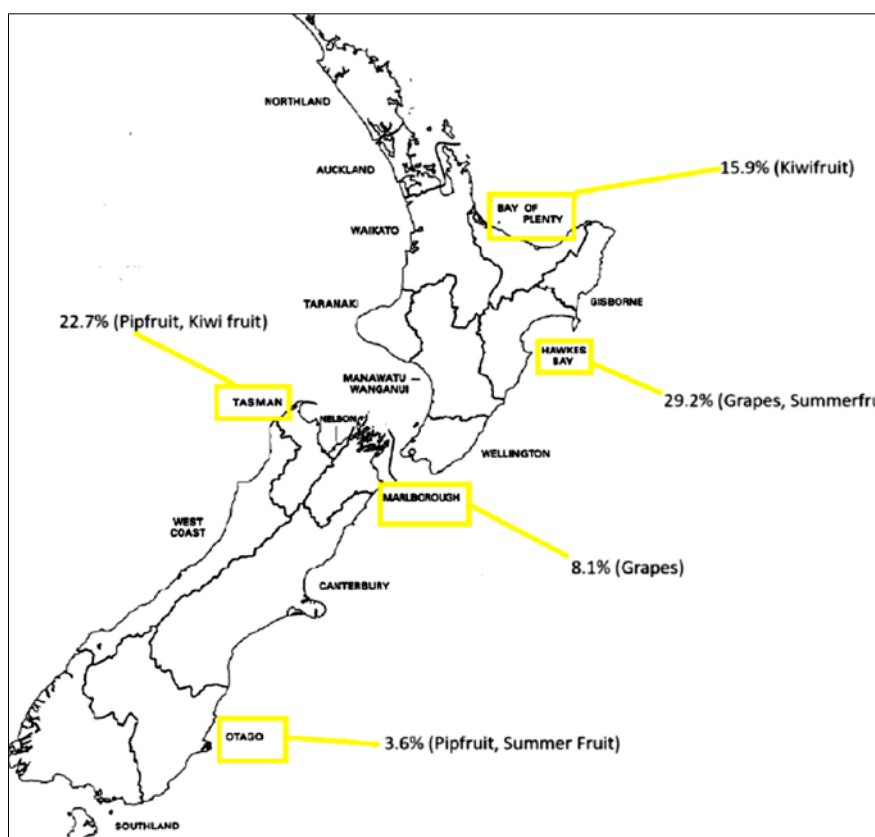 NORTHLAND
AUCKLAND
15.9% (Kiwifruit)
BAY OF
PLENTY
WAIKATO
TARANAKI
GISBORNE
22.7% (Pipfruit, Kiwi fruit)
HAWKES
BAY
MANAWATU —
WANGANUI
29.2% (Grapes, Summerfru
TASMAN
NELSON
WELLINGTON
MARLBOROUGH
WEST
COAST
8.1% (Grapes)
CANTERBURY
OTAGO
3.6% (Pipfruit, Summer Fruit)
SOUTHLAND